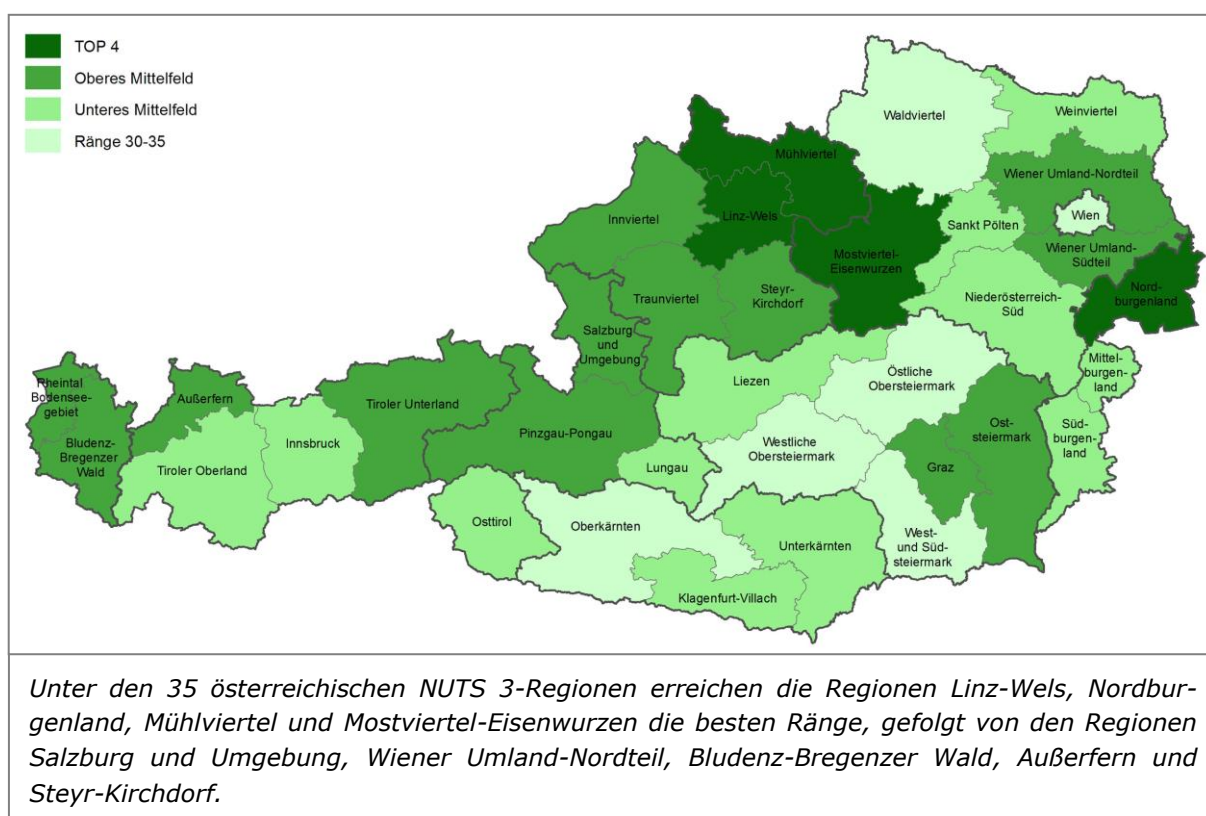 TOP 4
Oberes Mittelfeld
Unteres Mittelfeld
Ränge 30-35
Waldviertel
Weinviertel
Mühlviertel
Wiener Umland-Nordteil
Innviertel
Linz-Wels
Wien
Sankt Pölten
Mostviertel-
Eisenwurzen
Wiener Umland-
Südteil
Nord-
burgenland
Traunviertel
Steyr-
Kirchdorf
Niederösterreich-
Süd
Salzburg
und
Umgebung
Mittel-
burgen-
land
Rheintal
Bodensee-
gebiet
Außerfern
Tiroler Unterland
Liezen
Östliche
Obersteiermark
Bludenz-
Bregenzer
Wald
Innsbruck
Pinzgau-Pongau
Ost-
steiermark
Süd-
burgen-
land
Tiroler Oberland
Lungau
Westliche
Obersteiermark
Graz
Osttirol
Oberkärnten
Unterkärnten
West-
und Süd-
steiermark
Klagenfurt-Villach
Unter den 35 österreichischen NUTS 3-Regionen erreichen die Regionen Linz-Wels, Nordbur-
genland, Mühlviertel und Mostviertel-Eisenwurzen die besten Ränge, gefolgt von den Regionen
Salzburg und Umgebung, Wiener Umland-Nordteil, Bludenz-Bregenzer Wald, Außerfern und
Steyr-Kirchdorf.